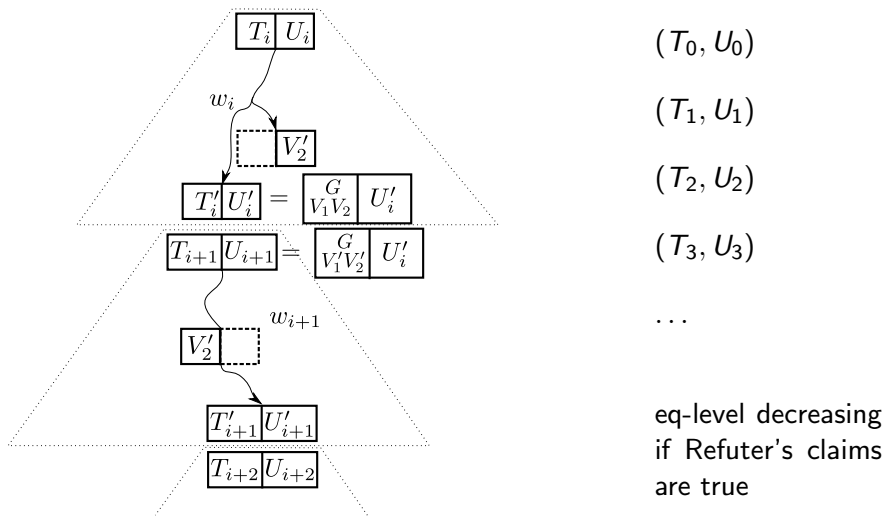 T_i U_i
w_i
V'_2
T'_i U'_i = G V_1 V_2 U'_i
T_{i+1} U_{i+1} = G V'_1 V'_2 U'_i
w_{i+1}
V'_2
T'_{i+1} U'_{i+1}
T_{i+2} U_{i+2}
(T_0, U_0)
(T_1, U_1)
(T_2, U_2)
(T_3, U_3)
...
eq-level decreasing
if Refuter's claims
are true